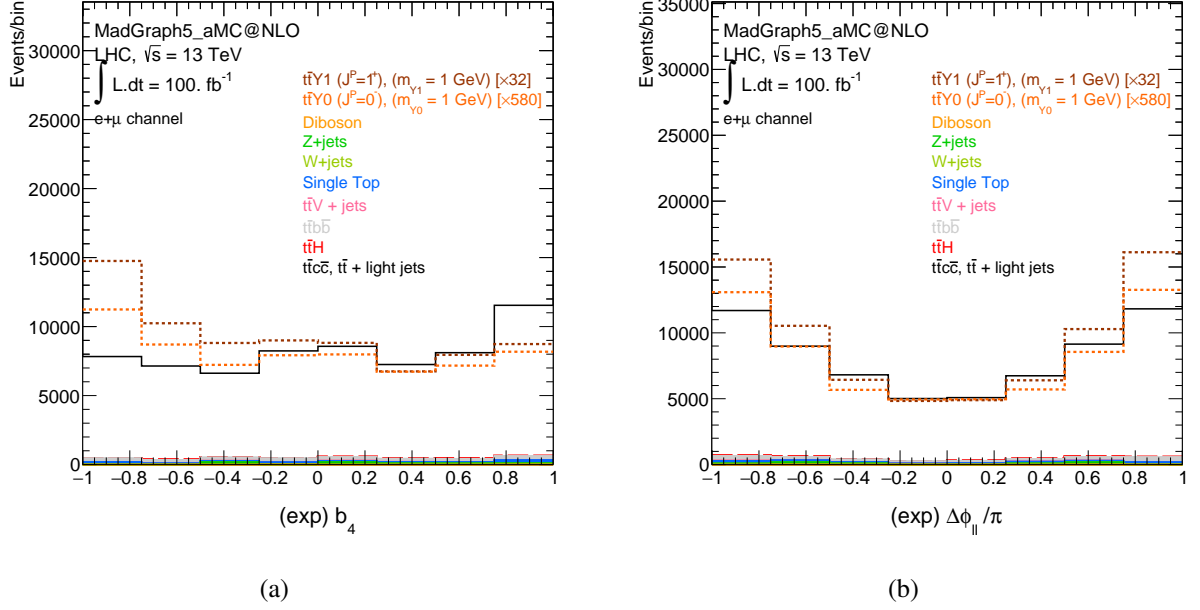 MadGraph5_aMC@NLO
LHC, √s = 13 TeV
∫ L.dt = 100. fb⁻¹
e+μ channel
tt̄Y1 (Jᴾ=1⁺), (m_Y1 = 1 GeV) [×32]
tt̄Y0 (Jᴾ=0⁻), (m_Y0 = 1 GeV) [×580]
Diboson
Z+jets
W+jets
Single Top
tt̄V + jets
tt̄bb̄
tt̄H
tt̄cc̄, tt̄ + light jets
Events/bin
30000
25000
20000
15000
10000
5000
0
−1 −0.8 −0.6 −0.4 −0.2 0 0.2 0.4 0.6 0.8 1
(exp) b₄
(a)
MadGraph5_aMC@NLO
LHC, √s = 13 TeV
∫ L.dt = 100. fb⁻¹
e+μ channel
tt̄Y1 (Jᴾ=1⁺), (m_Y1 = 1 GeV) [×32]
tt̄Y0 (Jᴾ=0⁻), (m_Y0 = 1 GeV) [×580]
Diboson
Z+jets
W+jets
Single Top
tt̄V + jets
tt̄bb̄
tt̄H
tt̄cc̄, tt̄ + light jets
Events/bin
35000
30000
25000
20000
15000
10000
5000
0
−1 −0.8 −0.6 −0.4 −0.2 0 0.2 0.4 0.6 0.8 1
(exp) Δϕ_ll /π
(b)